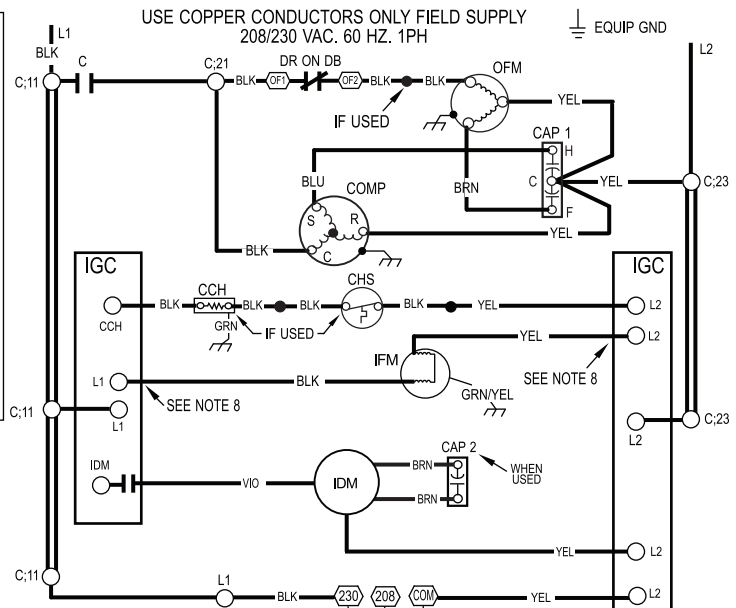 USE COPPER CONDUCTORS ONLY FIELD SUPPLY
208/230 VAC. 60 HZ. 1PH
EQUIP GND
L1
BLK
L2
C;11
C
C;21
BLK
OF1
DR ON DB
OF2
BLK
BLK
OFM
IF USED
YEL
CAP 1
H
C
F
YEL
C;23
BLU
COMP
BRN
S
R
C
YEL
BLK
IGC
IGC
CCH
BLK
CCH
BLK
BLK
CHS
BLK
YEL
L2
GRN
IF USED
YEL
L2
IFM
L1
BLK
SEE NOTE 8
SEE NOTE 8
GRN/YEL
C;11
L1
L2
C;23
IDM
VIO
IDM
BRN
BRN
CAP 2
WHEN
USED
YEL
L2
C;11
L1
BLK
230
208
COM
YEL
L2